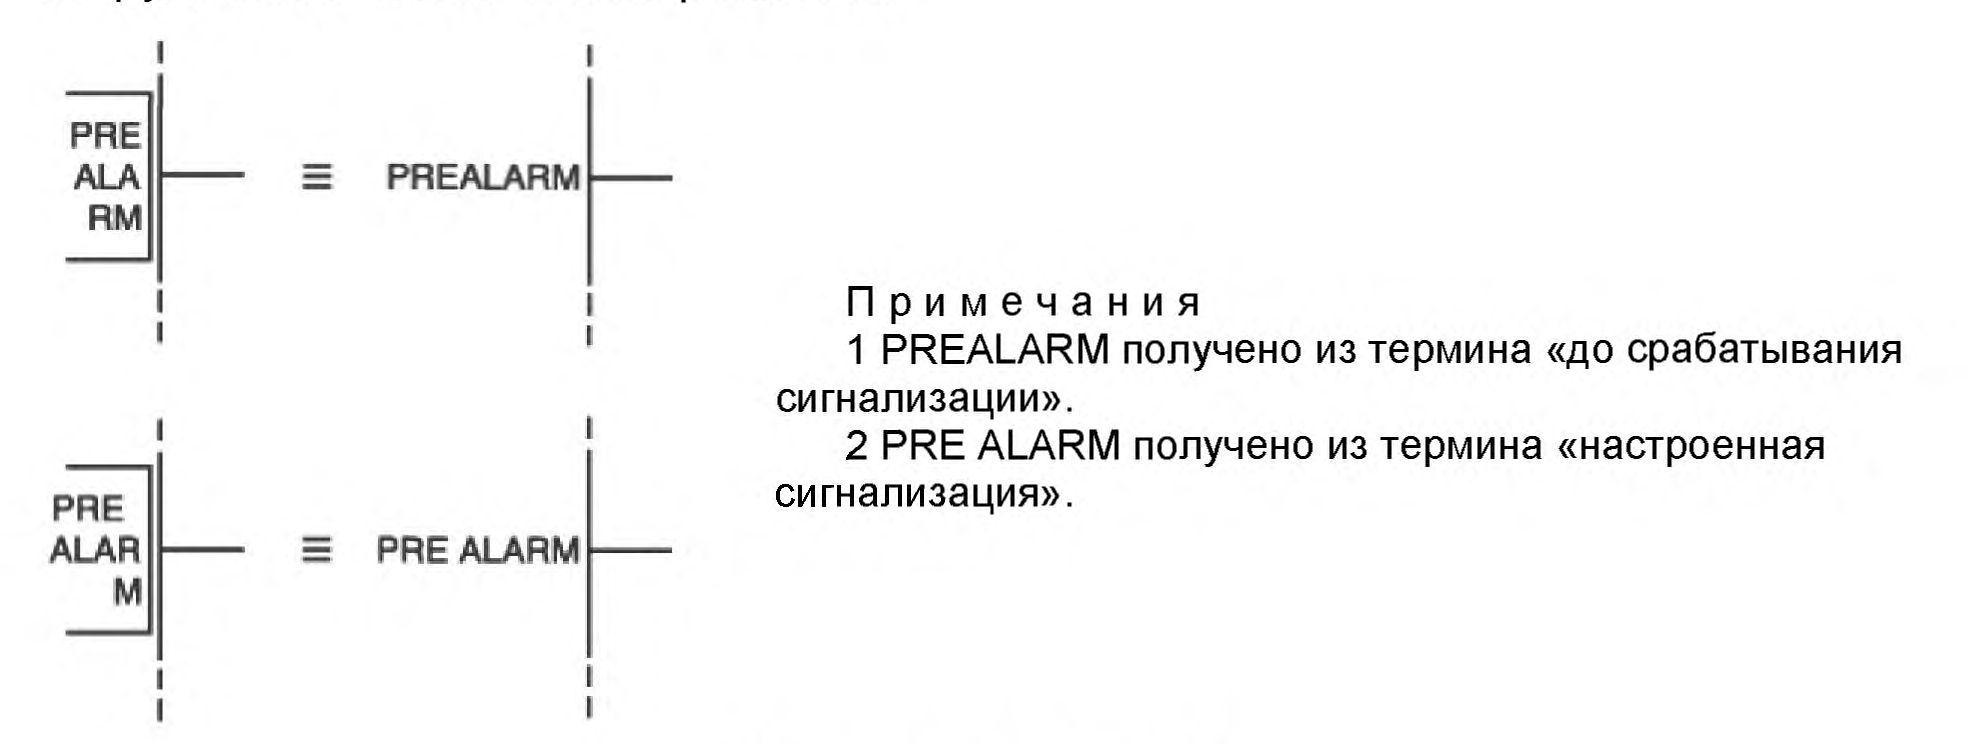 PRE
ALA
RM
≡ PREALARM
PRE
ALAR
M
≡ PRE ALARM
П р и м е ч а н и я
1 PREALARM получено из термина «до срабатывания
сигнализации».
2 PRE ALARM получено из термина «настроенная
сигнализация».